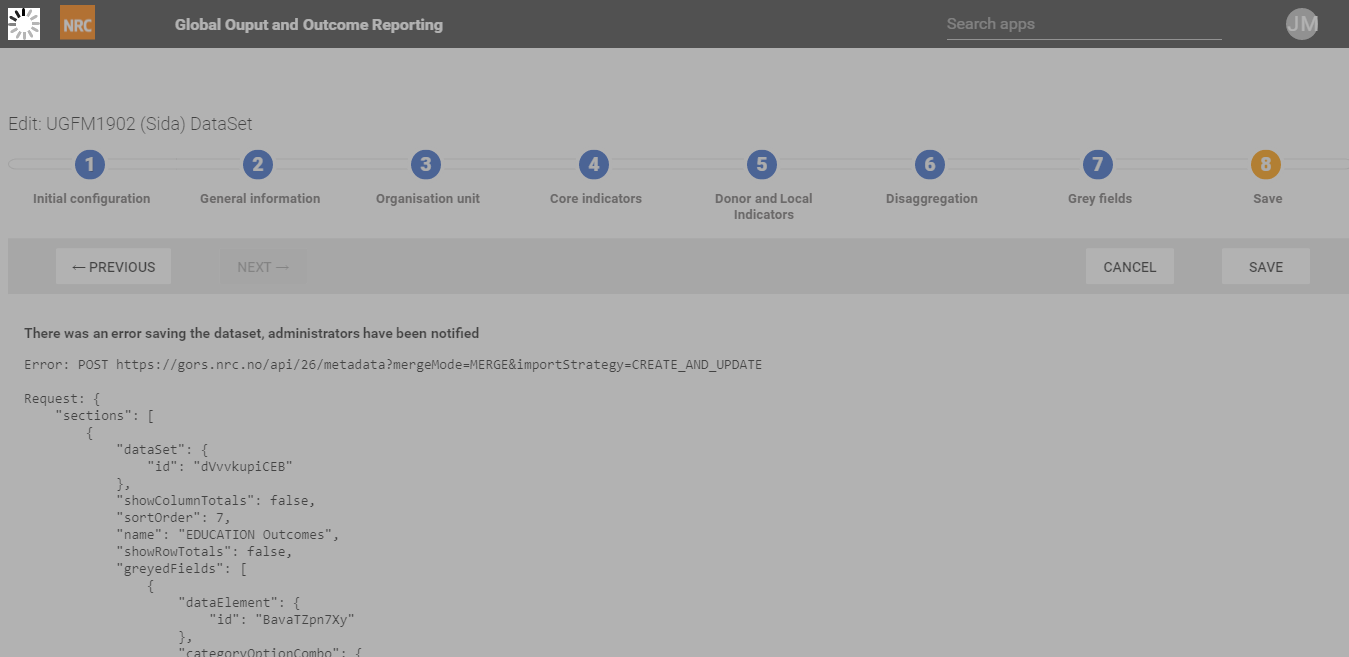 NRC
Global Ouput and Outcome Reporting
Search apps
JM
Edit: UGFM1902 (Sida) DataSet
1 2 3 4 5 6 7 8
Initial configuration General information Organisation unit Core indicators Donor and Local Indicators Disaggregation Grey fields Save
← PREVIOUS NEXT → CANCEL SAVE
There was an error saving the dataset, administrators have been notified
Error: POST https://gors.nrc.no/api/26/metadata?mergeMode=MERGE&importStrategy=CREATE_AND_UPDATE
Request: {
"sections": [
{
"dataSet": {
"id": "dVvvkupiCEB"
},
"showColumnTotals": false,
"sortOrder": 7,
"name": "EDUCATION Outcomes",
"showRowTotals": false,
"greyedFields": [
{
"dataElement": {
"id": "BavaTZpn7Xy"
},
"categoryOptionCombo": {